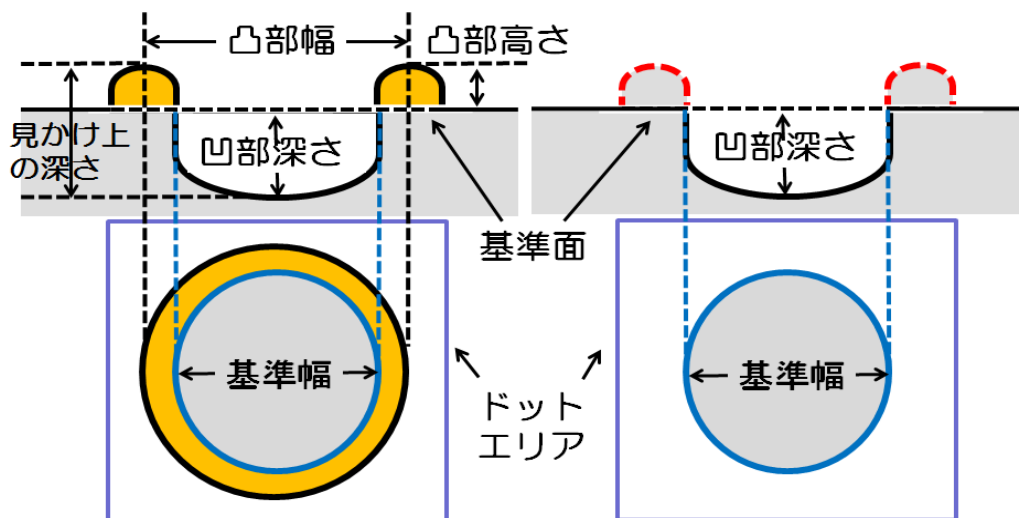 凸部幅
凸部高さ
見かけ上
の深さ
凹部深さ
凹部深さ
基準面
基準幅
基準幅
ドット
エリア